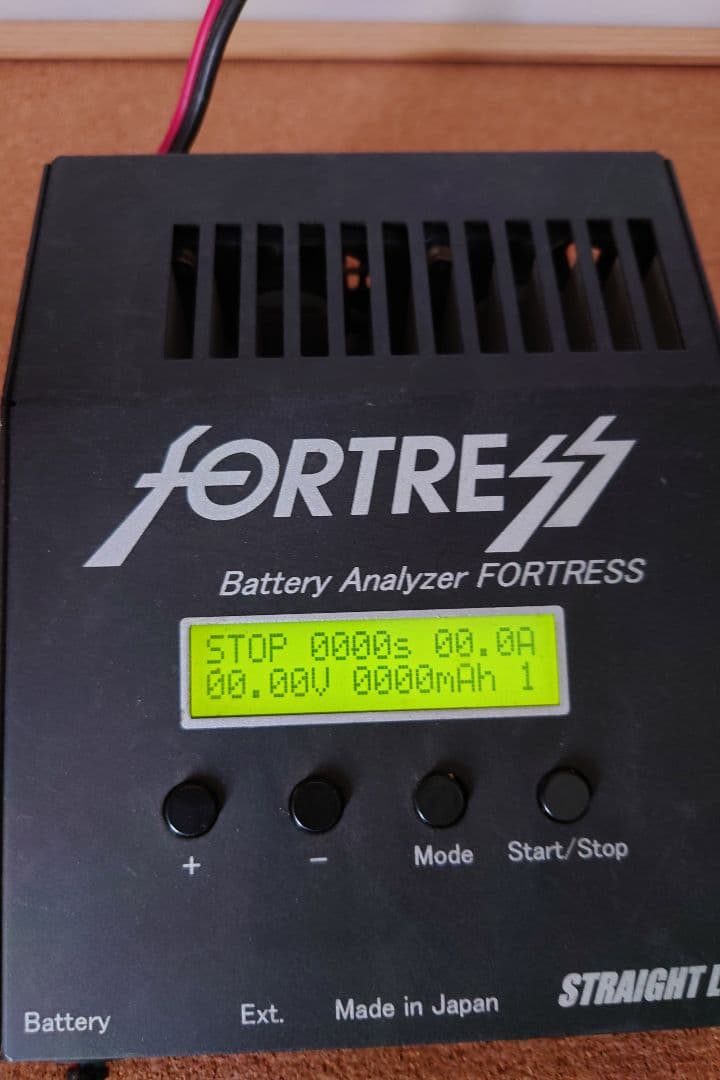 FORTRESS
Battery Analyzer FORTRESS
STOP 0000s 00.0A
00.00V 0000mAh 1
+ − Mode Start/Stop
Battery Ext. Made in Japan STRAIGHT